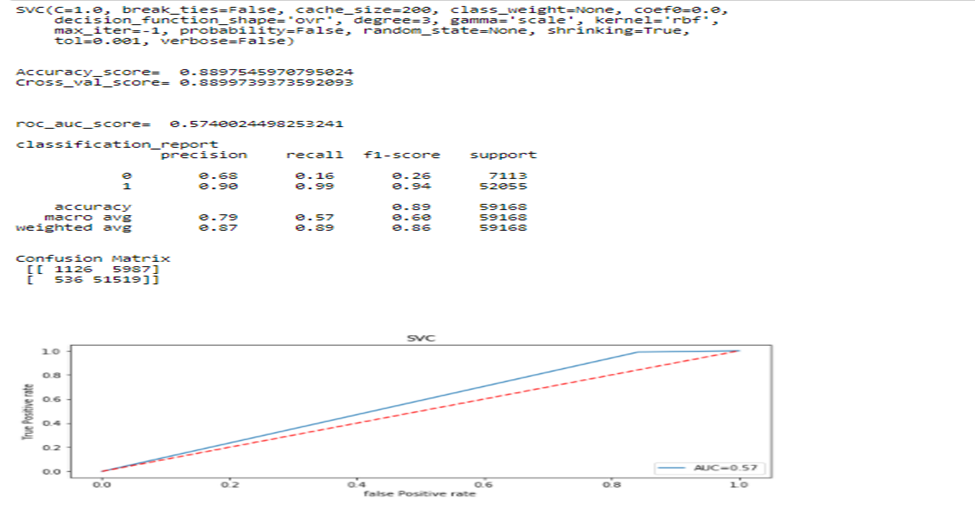 SVC(C=1.0, break_ties=False, cache_size=200, class_weight=None, coef0=0.0,
decision_function_shape='ovr', degree=3, gamma='scale', kernel='rbf',
max_iter=-1, probability=False, random_state=None, shrinking=True,
tol=0.001, verbose=False)
Accuracy_score= 0.8897545970795024
Cross_val_score= 0.8899739373592093
roc_auc_score= 0.5740024498253241
classification_report
precision recall f1-score support
0 0.68 0.16 0.26 7113
1 0.90 0.99 0.94 52055
accuracy 0.89 59168
macro avg 0.79 0.57 0.60 59168
weighted avg 0.87 0.89 0.86 59168
Confusion Matrix
[[ 1126 5987]
[ 536 51519]]
SVC
1.0
0.8
0.6
0.4
0.2
0.0
True Positive rate
AUC=0.57
0.0 0.2 0.4 0.6 0.8 1.0
false Positive rate